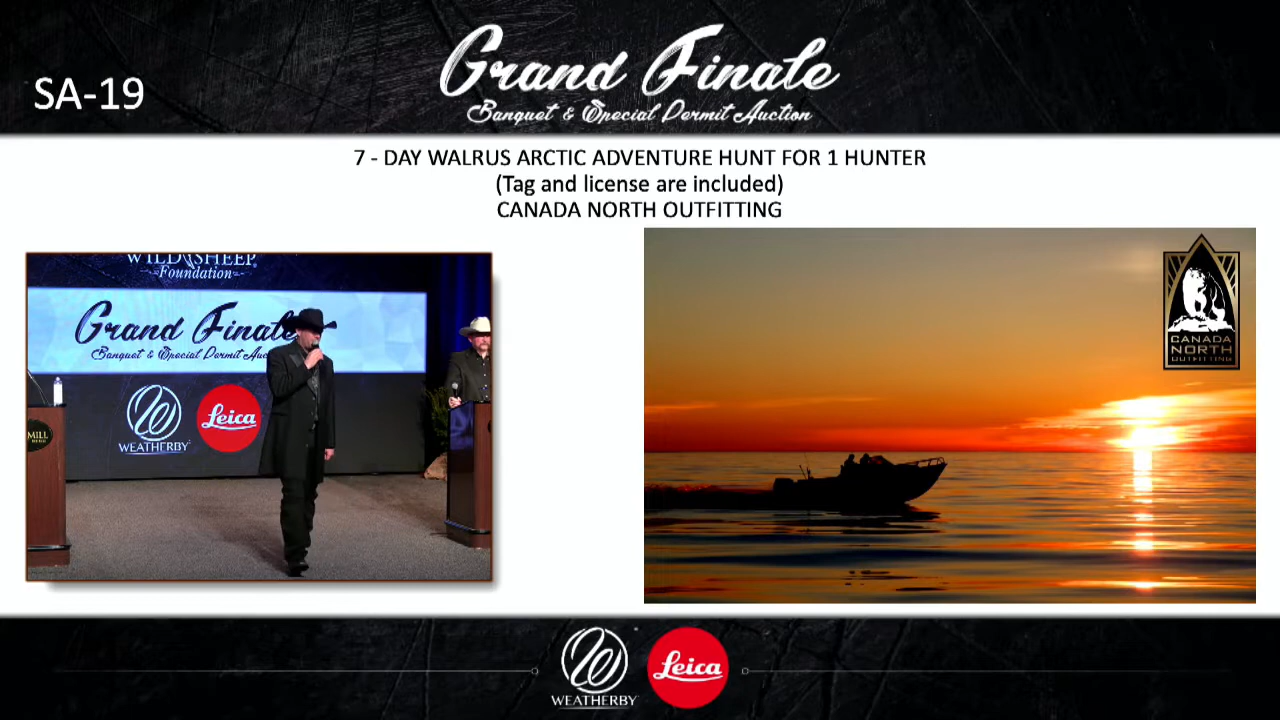 SA-19
Grand Finale
Banquet & Special Permit Auction
7 - DAY WALRUS ARCTIC ADVENTURE HUNT FOR 1 HUNTER
(Tag and license are included)
CANADA NORTH OUTFITTING
WILD SHEEP
Foundation
Grand Finale
Banquet & Special Permit Auc
WEATHERBY
Leica
MILL
CANADA
NORTH
OUTFITTING
WEATHERBY
Leica